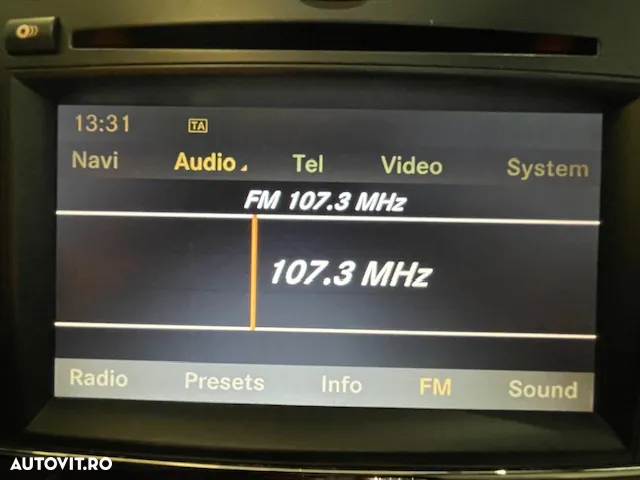 13:31 TA
Navi Audio Tel Video System
FM 107.3 MHz
107.3 MHz
Radio Presets Info FM Sound
AUTOVIT.RO